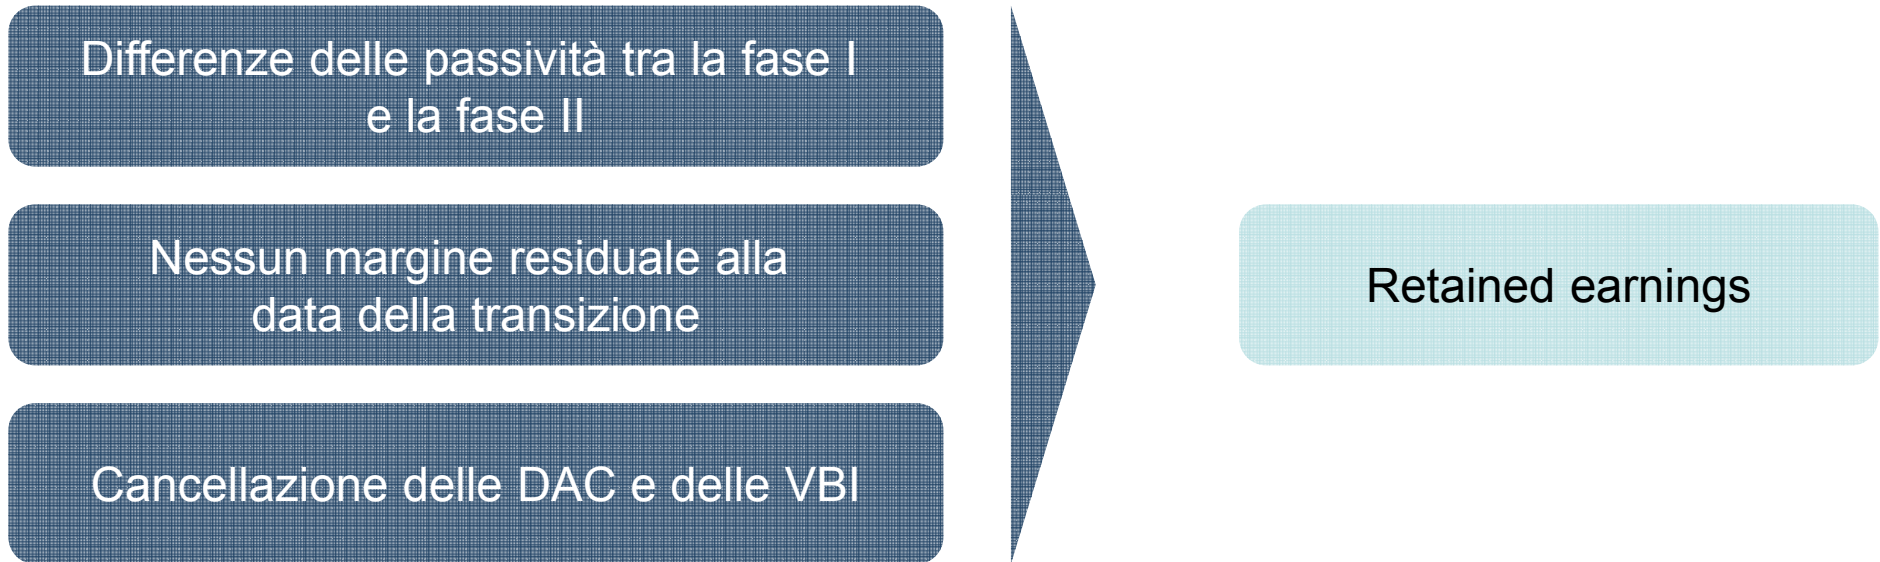 Differenze delle passività tra la fase I
e la fase II
Nessun margine residuale alla
data della transizione
Cancellazione delle DAC e delle VBI
Retained earnings